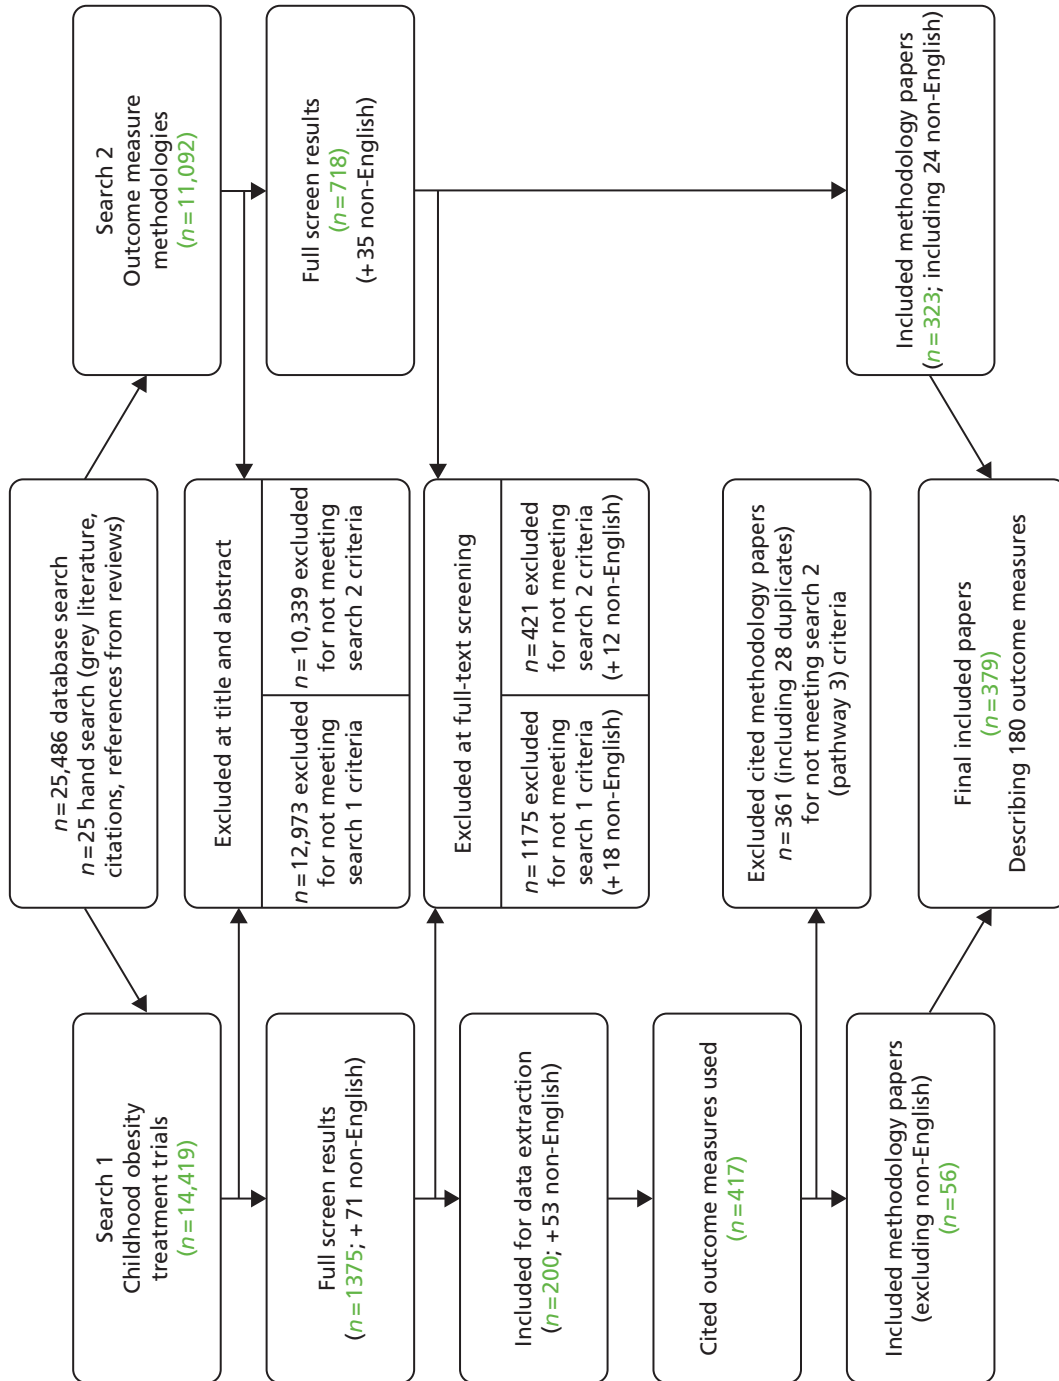 n=25,486 database search
n=25 hand search (grey literature,
citations, references from reviews)
Search 1
Childhood obesity
treatment trials
(n=14,419)
Search 2
Outcome measure
methodologies
(n=11,092)
Excluded at title and abstract
n=12,973 excluded
for not meeting
search 1 criteria
n=10,339 excluded
for not meeting
search 2 criteria
Full screen results
(n=1375; +71 non-English)
Full screen results
(n=718)
(+35 non-English)
Excluded at full-text screening
n=1175 excluded
for not meeting
search 1 criteria
(+18 non-English)
n=421 excluded
for not meeting
search 2 criteria
(+12 non-English)
Included for data extraction
(n=200; +53 non-English)
Cited outcome measures used
(n=417)
Excluded cited methodology papers
n=361 (including 28 duplicates)
for not meeting search 2
(pathway 3) criteria
Included methodology papers
(excluding non-English)
(n=56)
Included methodology papers
(n=323; including 24 non-English)
Final included papers
(n=379)
Describing 180 outcome measures